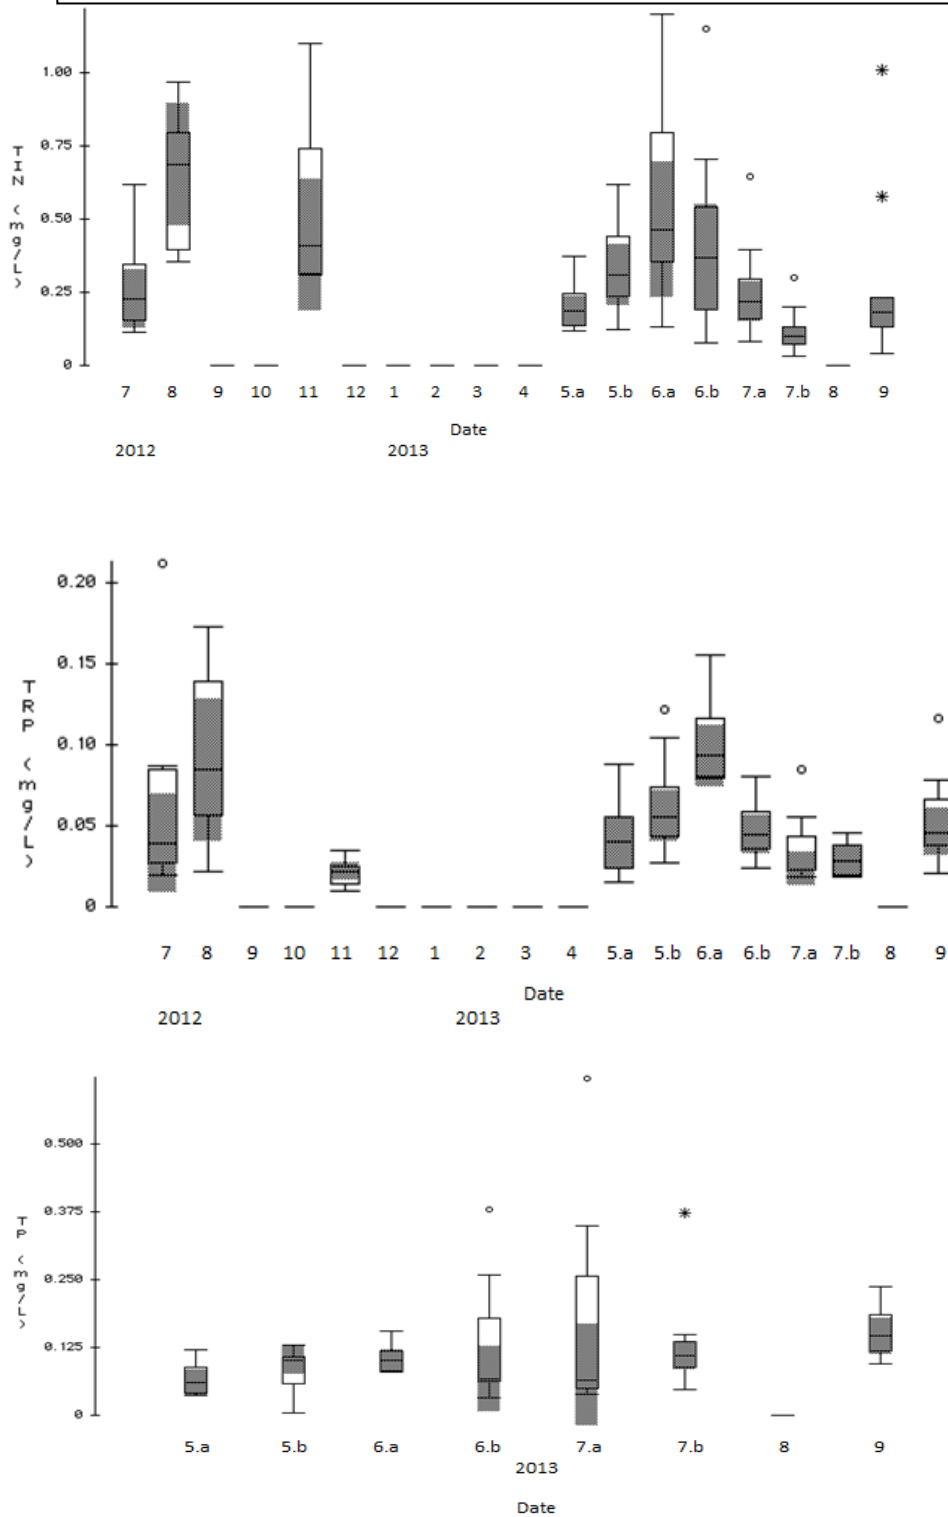 TIN (mg/L)
1.00
0.75
0.50
0.25
0
7 8 9 10 11 12 1 2 3 4 5.a 5.b 6.a 6.b 7.a 7.b 8 9
Date
2012 2013
TRP (mg/L)
0.20
0.15
0.10
0.05
0
7 8 9 10 11 12 1 2 3 4 5.a 5.b 6.a 6.b 7.a 7.b 8 9
Date
2012 2013
TP (mg/L)
0.500
0.375
0.250
0.125
0
5.a 5.b 6.a 6.b 7.a 7.b 8 9
2013
Date